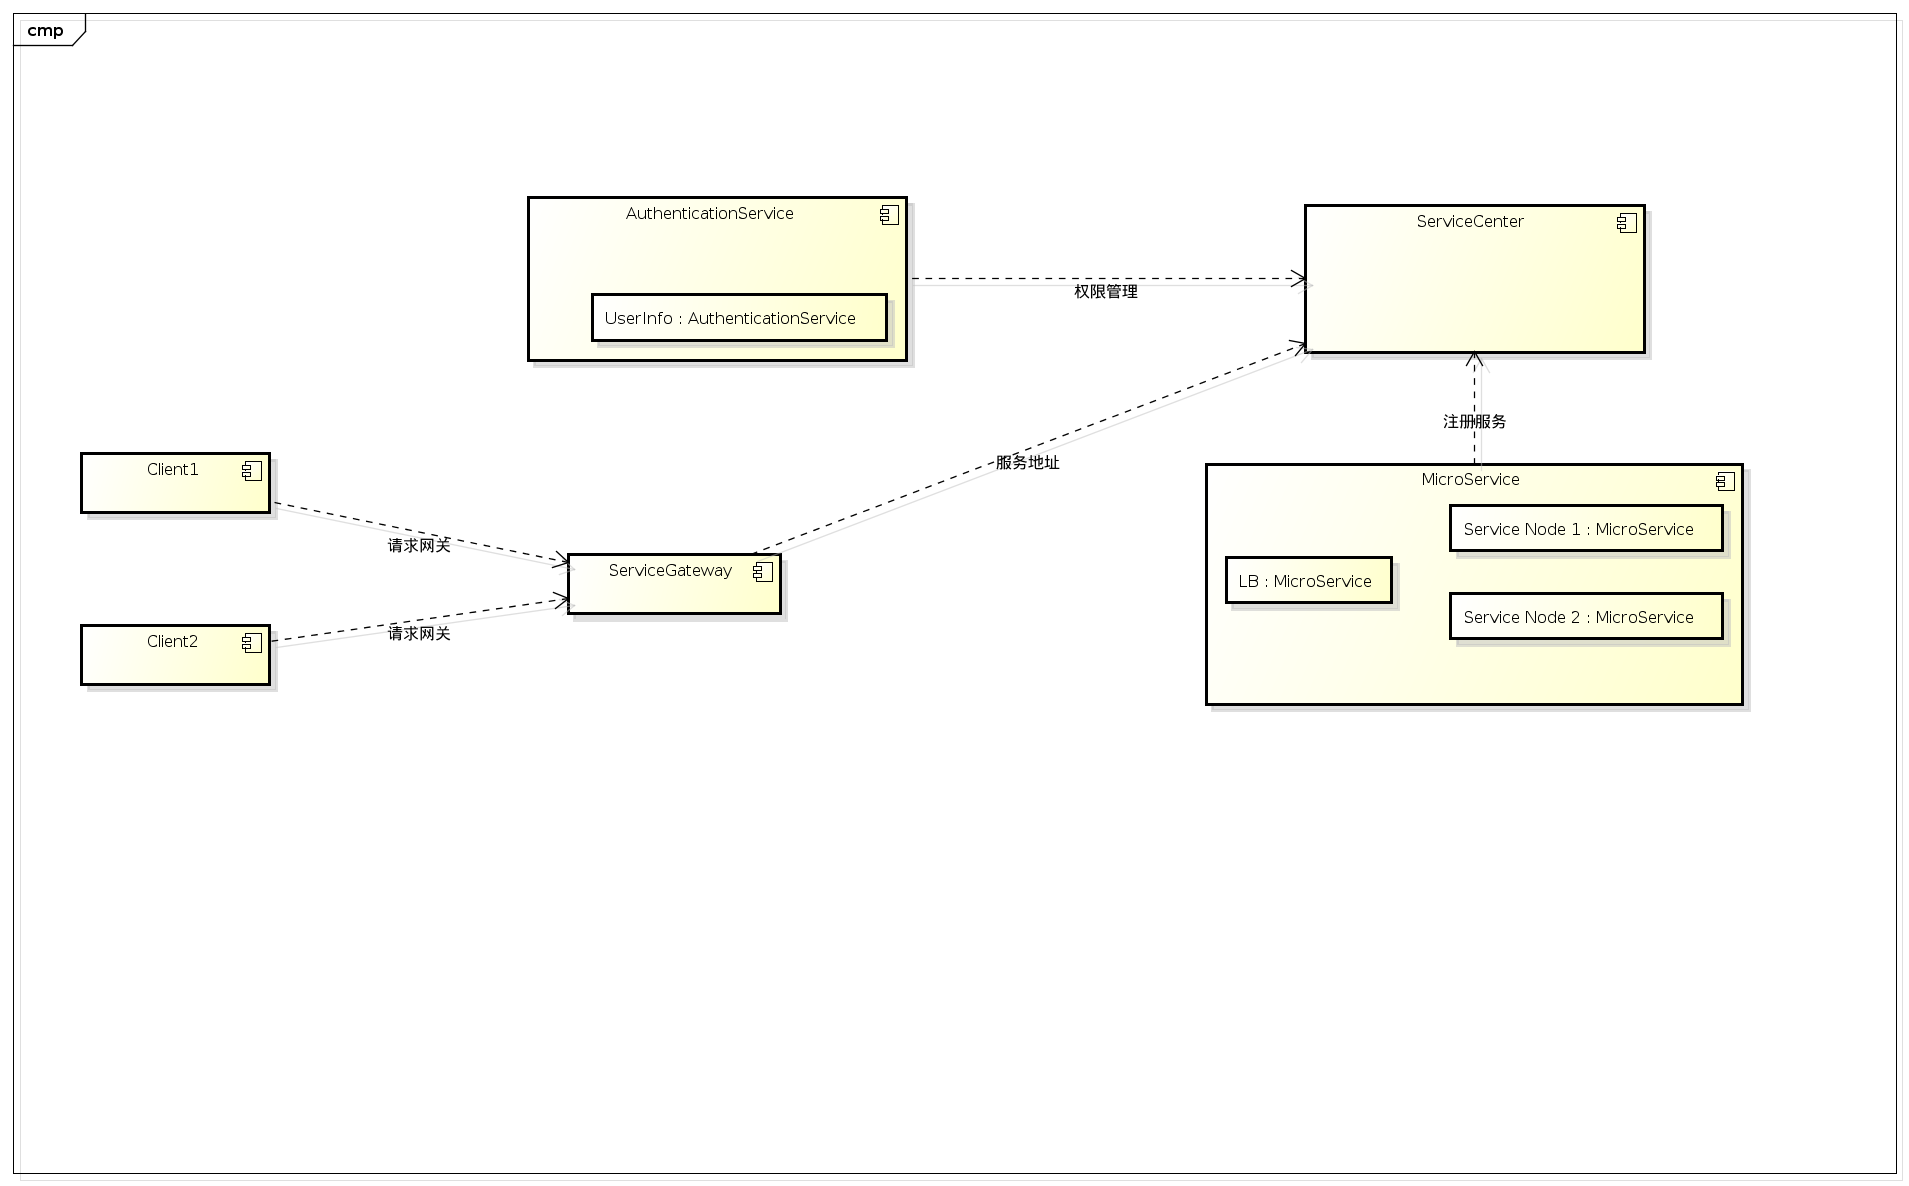 cmp
AuthenticationService
UserInfo : AuthenticationService
权限管理
ServiceCenter
服务地址
注册服务
Client1
请求网关
Client2
请求网关
ServiceGateway
MicroService
Service Node 1 : MicroService
LB : MicroService
Service Node 2 : MicroService